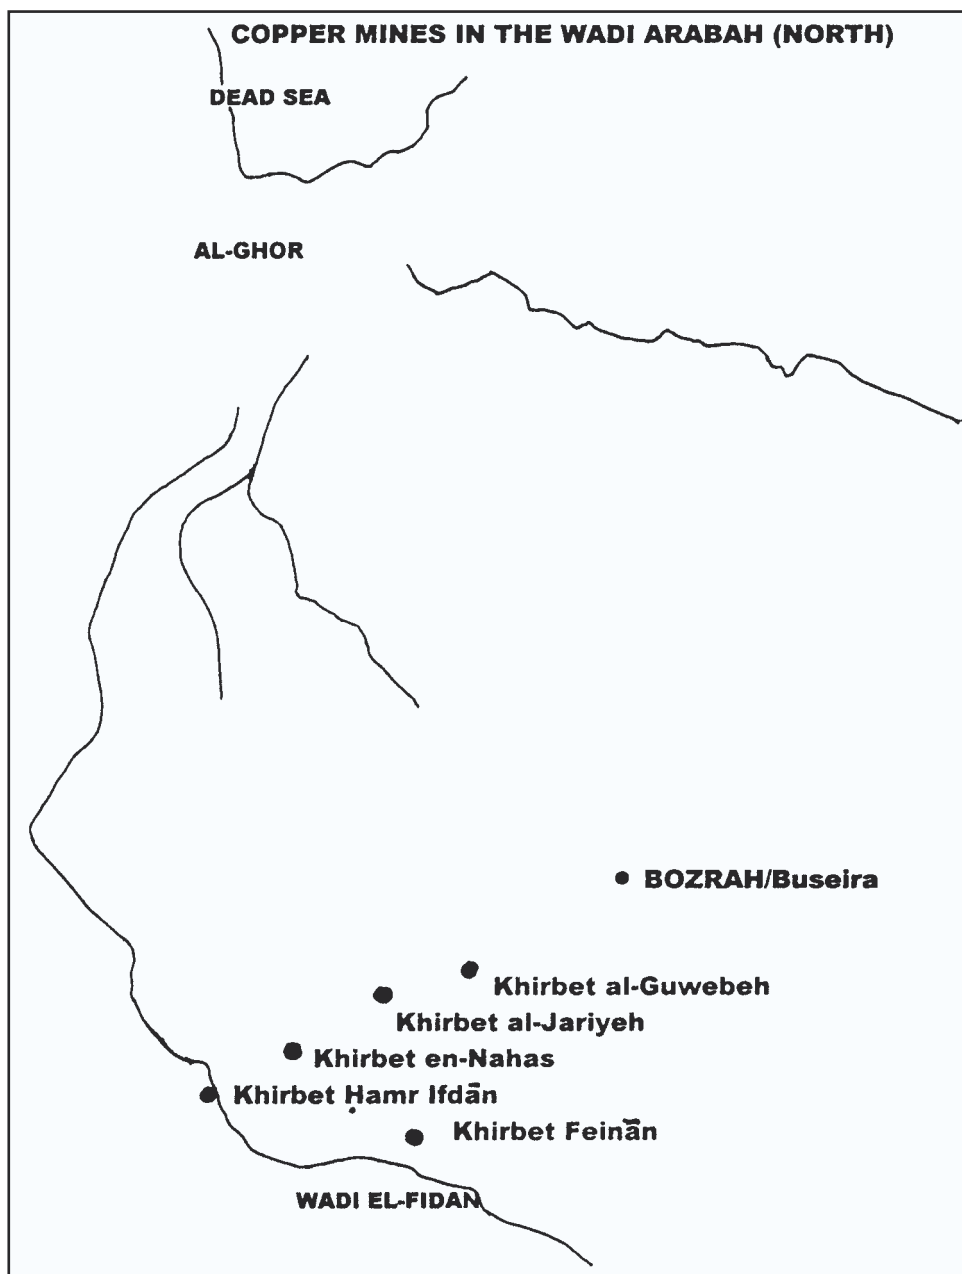 COPPER MINES IN THE WADI ARABAH (NORTH)
DEAD SEA
AL-GHOR
BOZRAH/Buseira
Khirbet al-Guwebeh
Khirbet al-Jariyeh
Khirbet en-Nahas
Khirbet Hamr Ifdān
Khirbet Feinān
WADI EL-FIDAN